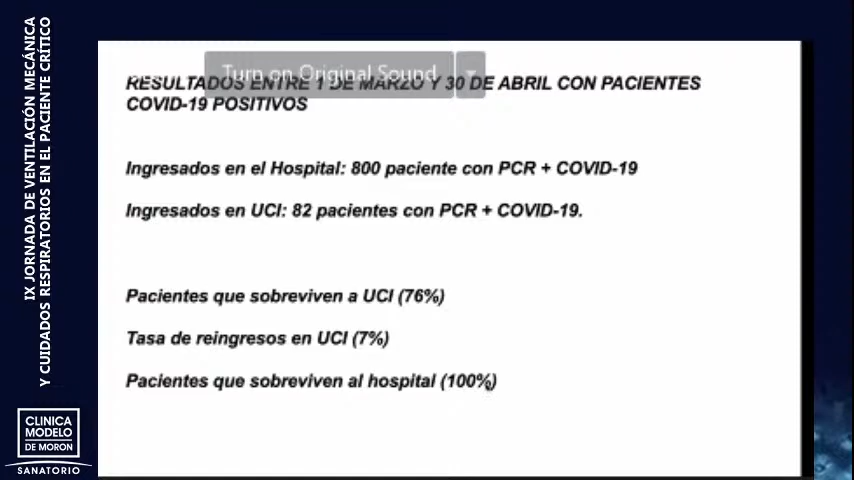 IX JORNADA DE VENTILACIÓN MECÁNICA
Y CUIDADOS RESPIRATORIOS EN EL PACIENTE CRÍTICO
Turn on Original Sound
RESULTADOS ENTRE 1 DE MARZO Y 30 DE ABRIL CON PACIENTES
COVID-19 POSITIVOS
Ingresados en el Hospital: 800 paciente con PCR + COVID-19
Ingresados en UCI: 82 pacientes con PCR + COVID-19.
Pacientes que sobreviven a UCI (76%)
Tasa de reingresos en UCI (7%)
Pacientes que sobreviven al hospital (100%)
CLINICA
MODELO
DE MORON
SANATORIO